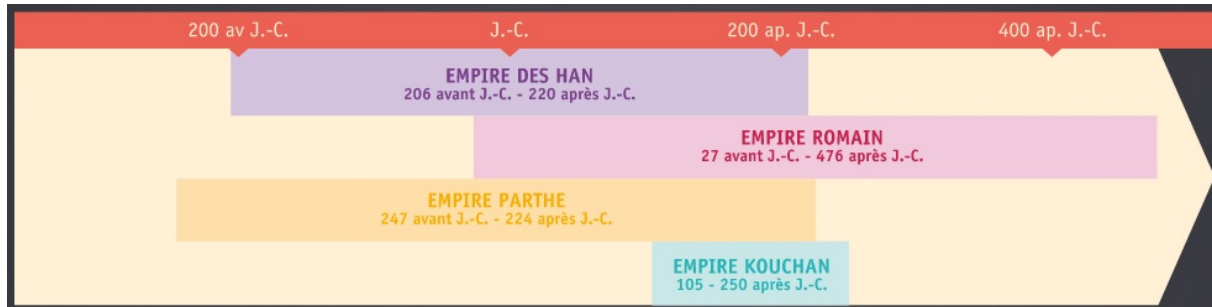 200 av J.-C. J.-C. 200 ap. J.-C. 400 ap. J.-C.
EMPIRE DES HAN
206 avant J.-C. - 220 après J.-C.
EMPIRE ROMAIN
27 avant J.-C. - 476 après J.-C.
EMPIRE PARTHE
247 avant J.-C. - 224 après J.-C.
EMPIRE KOUCHAN
105 - 250 après J.-C.